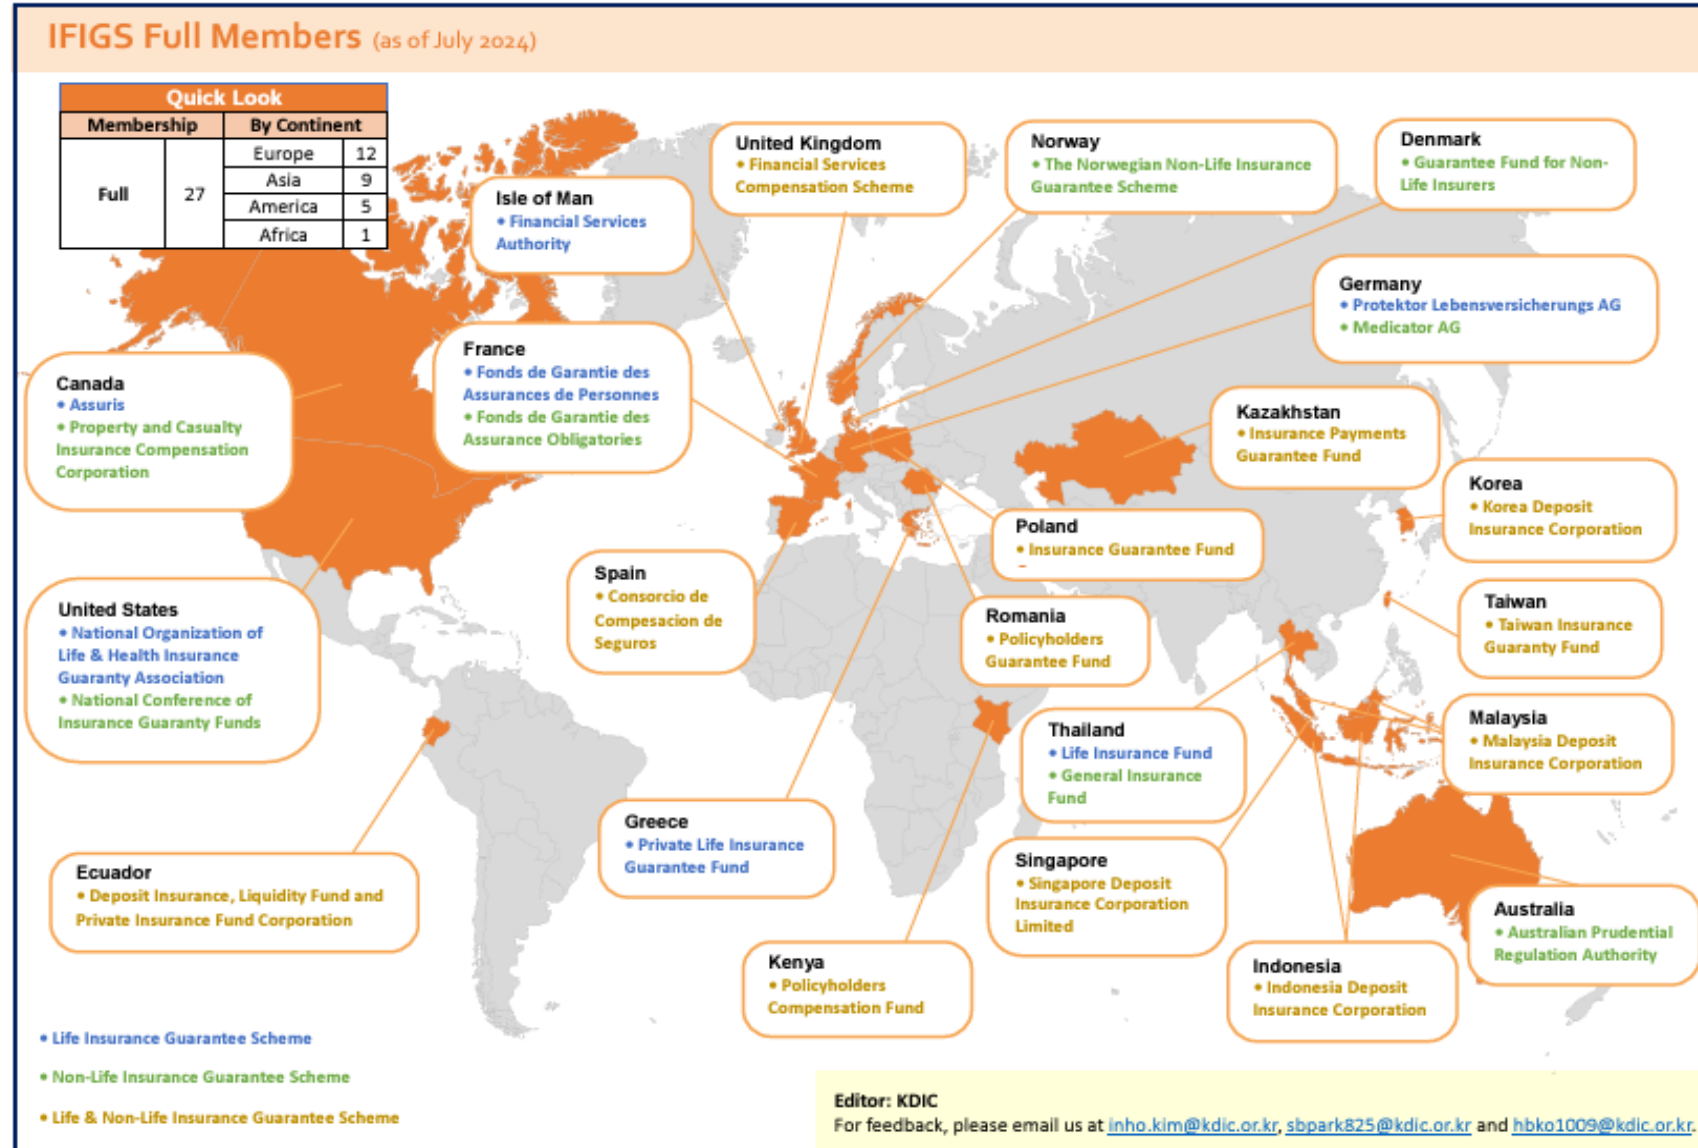 IFIGS Full Members (as of July 2024)
Quick Look
Membership By Continent
Full 27
Europe 12
Asia 9
America 5
Africa 1
Isle of Man
• Financial Services
Authority
United Kingdom
• Financial Services
Compensation Scheme
Norway
• The Norwegian Non-Life Insurance
Guarantee Scheme
Denmark
• Guarantee Fund for Non-
Life Insurers
Germany
• Protektor Lebensversicherungs AG
• Medicator AG
Canada
• Assuris
• Property and Casualty
Insurance Compensation
Corporation
France
• Fonds de Garantie des
Assurances de Personnes
• Fonds de Garantie des
Assurance Obligatories
Kazakhstan
• Insurance Payments
Guarantee Fund
Korea
• Korea Deposit
Insurance Corporation
Poland
• Insurance Guarantee Fund
Spain
• Consorcio de
Compesacion de
Seguros
Romania
• Policyholders
Guarantee Fund
Taiwan
• Taiwan Insurance
Guaranty Fund
United States
• National Organization of
Life & Health Insurance
Guaranty Association
• National Conference of
Insurance Guaranty Funds
Thailand
• Life Insurance Fund
• General Insurance
Fund
Malaysia
• Malaysia Deposit
Insurance Corporation
Greece
• Private Life Insurance
Guarantee Fund
Singapore
• Singapore Deposit
Insurance Corporation
Limited
Ecuador
• Deposit Insurance, Liquidity Fund and
Private Insurance Fund Corporation
Australia
• Australian Prudential
Regulation Authority
Kenya
• Policyholders
Compensation Fund
Indonesia
• Indonesia Deposit
Insurance Corporation
• Life Insurance Guarantee Scheme
• Non-Life Insurance Guarantee Scheme
• Life & Non-Life Insurance Guarantee Scheme
Editor: KDIC
For feedback, please email us at inho.kim@kdic.or.kr, sbpark825@kdic.or.kr and hbko1009@kdic.or.kr.